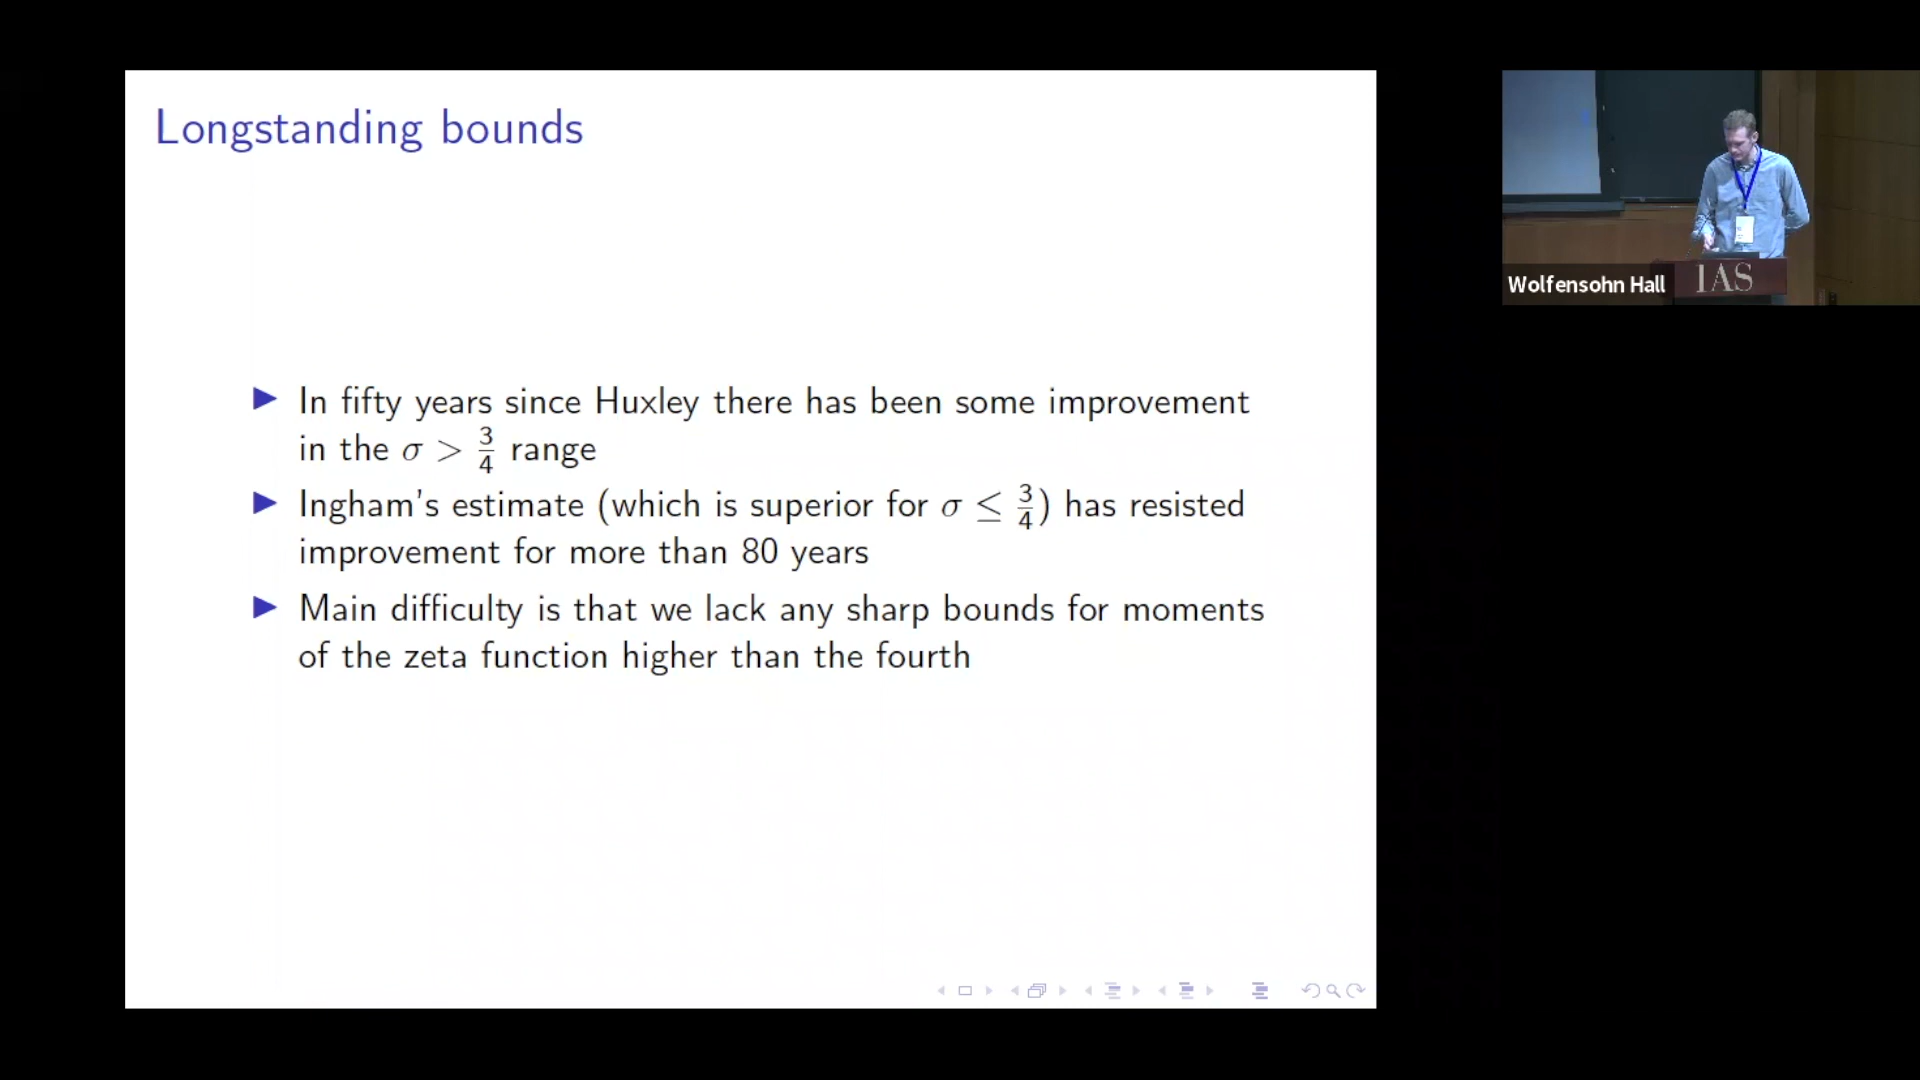 Longstanding bounds
▶ In fifty years since Huxley there has been some improvement
in the σ > 3/4 range
▶ Ingham's estimate (which is superior for σ ≤ 3/4) has resisted
improvement for more than 80 years
▶ Main difficulty is that we lack any sharp bounds for moments
of the zeta function higher than the fourth
Wolfensohn Hall
IAS